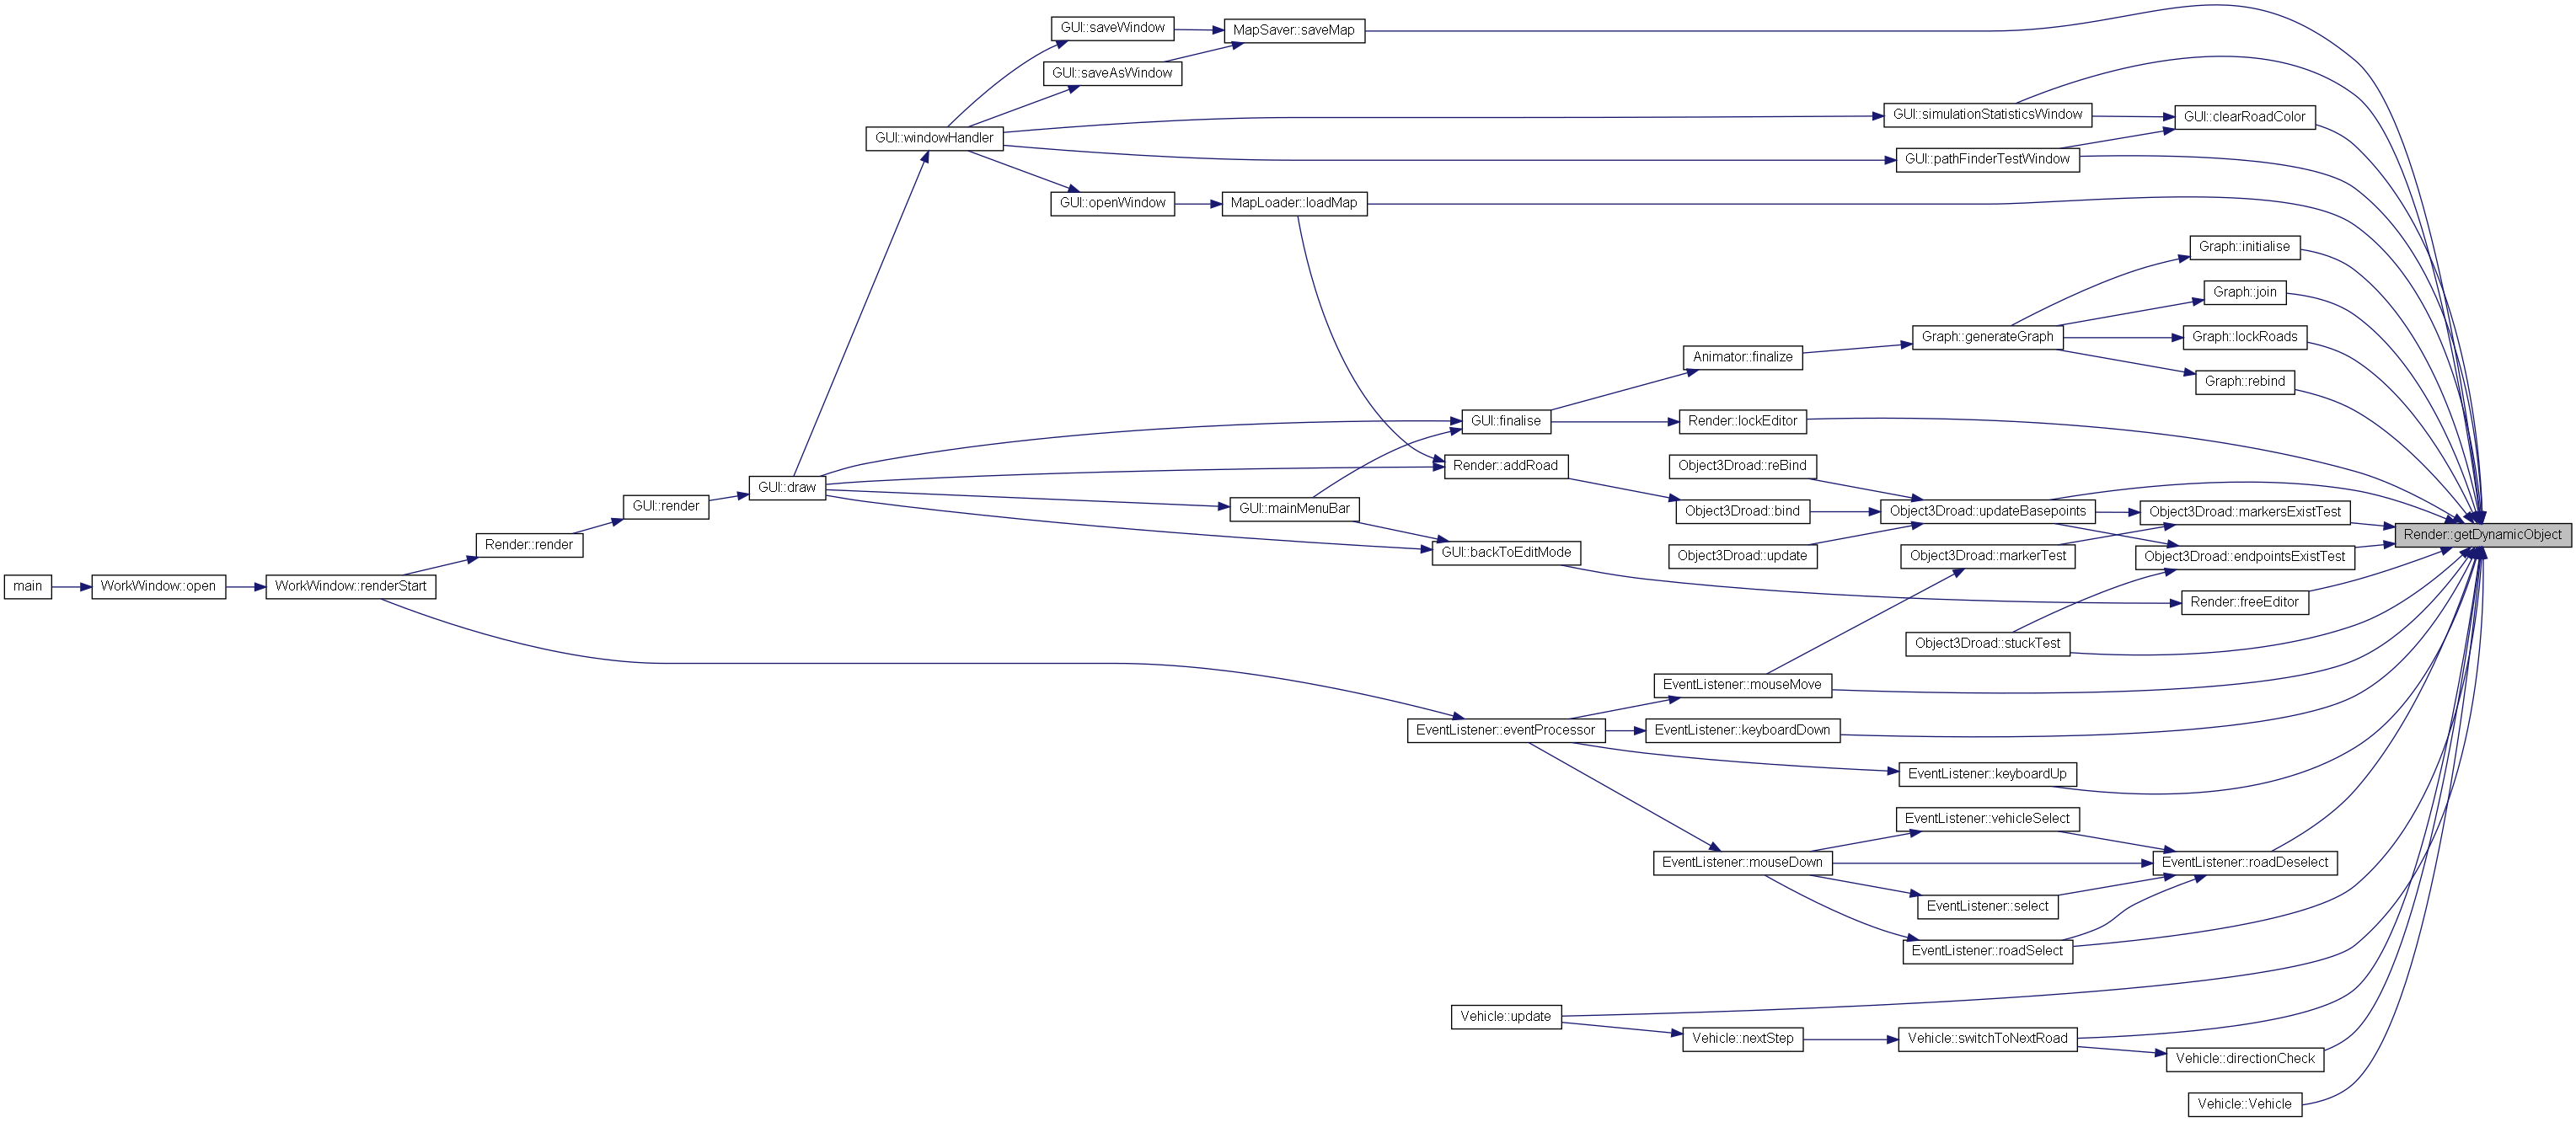 GUI::saveWindow
MapSaver::saveMap
GUI::saveAsWindow
GUI::simulationStatisticsWindow
GUI::clearRoadColor
GUI::windowHandler
GUI::pathFinderTestWindow
GUI::openWindow
MapLoader::loadMap
Graph::initialise
Graph::join
Graph::generateGraph
Graph::lockRoads
Animator::finalize
Graph::rebind
GUI::finalise
Render::lockEditor
Render::addRoad
Object3Droad::reBind
GUI::draw
GUI::render
GUI::mainMenuBar
Object3Droad::bind
Object3Droad::updateBasepoints
Object3Droad::markersExistTest
Render::getDynamicObject
Render::render
GUI::backToEditMode
Object3Droad::update
Object3Droad::markerTest
Object3Droad::endpointsExistTest
main
WorkWindow::open
WorkWindow::renderStart
Render::freeEditor
Object3Droad::stuckTest
EventListener::mouseMove
EventListener::eventProcessor
EventListener::keyboardDown
EventListener::keyboardUp
EventListener::vehicleSelect
EventListener::mouseDown
EventListener::roadDeselect
EventListener::select
EventListener::roadSelect
Vehicle::update
Vehicle::nextStep
Vehicle::switchToNextRoad
Vehicle::directionCheck
Vehicle::Vehicle